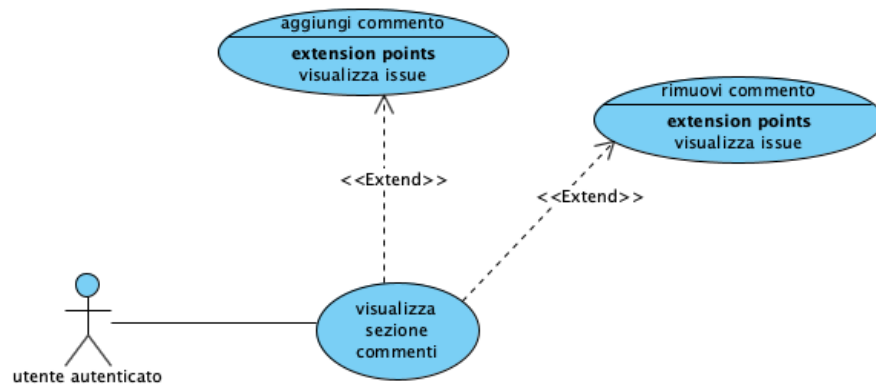 aggiungi commento
extension points
visualizza issue
rimuovi commento
extension points
visualizza issue
<<Extend>>
<<Extend>>
visualizza
sezione
commenti
utente autenticato